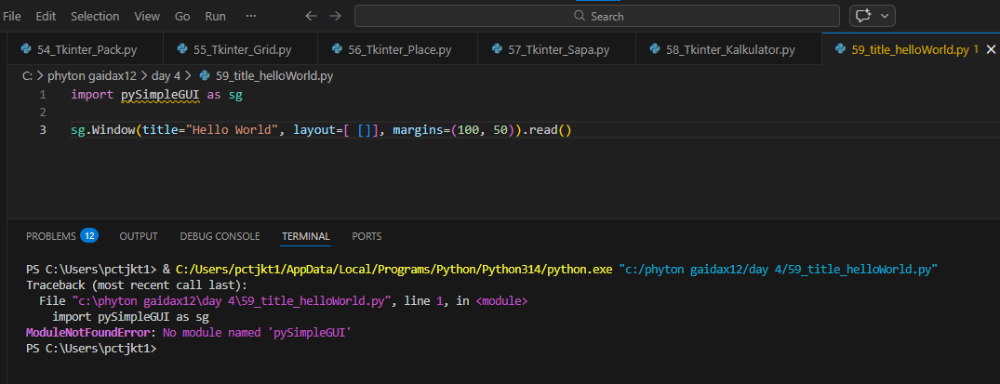 File Edit Selection View Go Run ··· ← → Search
54_Tkinter_Pack.py 55_Tkinter_Grid.py 56_Tkinter_Place.py 57_Tkinter_Sapa.py 58_Tkinter_Kalkulator.py 59_title_helloWorld.py 1
C: > phyton gaidax12 > day 4 > 59_title_helloWorld.py
1 import pySimpleGUI as sg
2
3 sg.Window(title="Hello World", layout=[ []], margins=(100, 50)).read()
PROBLEMS 12 OUTPUT DEBUG CONSOLE TERMINAL PORTS
PS C:\Users\pctjkt1> & C:/Users/pctjkt1/AppData/Local/Programs/Python/Python314/python.exe "c:/phyton gaidax12/day 4/59_title_helloWorld.py"
Traceback (most recent call last):
File "c:\phyton gaidax12\day 4\59_title_helloWorld.py", line 1, in <module>
import pySimpleGUI as sg
ModuleNotFoundError: No module named 'pySimpleGUI'
PS C:\Users\pctjkt1>